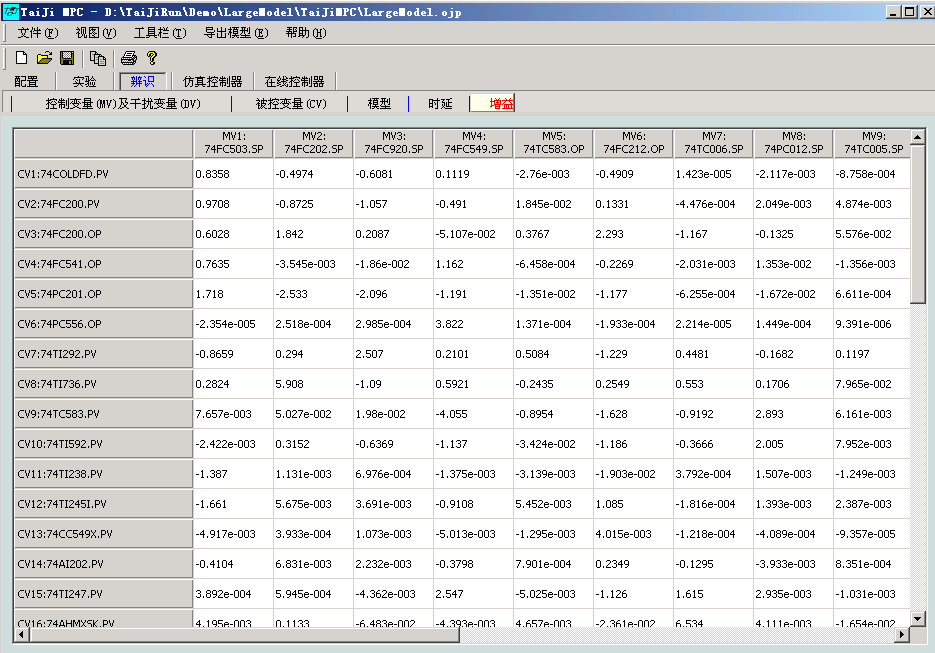 TaiJi MPC - D:\TaiJiRun\Demo\LargeModel\TaiJiMPC\LargeModel.ojp
文件(F) 视图(V) 工具栏(T) 导出模型(E) 帮助(H)
配置 实验 辨识 仿真控制器 在线控制器
控制变量(MV)及干扰变量(DV) 被控变量(CV) 模型 时延 增益
MV1: MV2: MV3: MV4: MV5: MV6: MV7: MV8: MV9:
74FC503.SP 74FC202.SP 74FC920.SP 74FC549.SP 74TC583.OP 74FC212.OP 74TC006.SP 74PC012.SP 74TC005.SP
CV1:74COLDFD.PV 0.8358 -0.4974 -0.6081 0.1119 -2.76e-003 -0.4909 1.423e-005 -2.117e-003 -8.758e-004
CV2:74FC200.PV 0.9708 -0.8725 -1.057 -0.491 1.845e-002 0.1331 -4.476e-004 2.049e-003 4.874e-003
CV3:74FC200.OP 0.6028 1.842 0.2087 -5.107e-002 0.3767 2.293 -1.167 -0.1325 5.576e-002
CV4:74FC541.OP 0.7635 -3.545e-003 -1.86e-002 1.162 -6.458e-004 -0.2269 -2.031e-003 1.353e-002 -1.356e-003
CV5:74PC201.OP 1.718 -2.533 -2.096 -1.191 -1.351e-002 -1.177 -6.255e-004 -1.672e-002 6.611e-004
CV6:74PC556.OP -2.354e-005 2.518e-004 2.985e-004 3.822 1.371e-004 -1.933e-004 2.214e-005 1.449e-004 9.391e-006
CV7:74TI292.PV -0.8659 0.294 2.507 0.2101 0.5084 -1.229 0.4481 -0.1682 0.1197
CV8:74TI736.PV 0.2824 5.908 -1.09 0.5921 -0.2435 0.2549 0.553 0.1706 7.965e-002
CV9:74TC583.PV 7.657e-003 5.027e-002 1.98e-002 -4.055 -0.8954 -1.628 -0.9192 2.893 6.161e-003
CV10:74TI592.PV -2.422e-003 0.3152 -0.6369 -1.137 -3.424e-002 -1.186 -0.3666 2.005 7.952e-003
CV11:74TI238.PV -1.387 1.131e-003 6.976e-004 -1.375e-003 -3.139e-003 -1.903e-002 3.792e-004 1.507e-003 -1.249e-003
CV12:74TI245I.PV -1.661 5.675e-003 3.691e-003 -0.9108 5.452e-003 1.085 -1.816e-004 1.393e-003 2.387e-003
CV13:74CC549X.PV -4.917e-003 3.933e-004 1.073e-003 -5.013e-003 -1.295e-003 4.015e-003 -1.218e-004 -4.089e-004 -9.357e-005
CV14:74AI202.PV -0.4104 6.831e-003 2.232e-003 -0.3798 7.901e-004 0.2349 -0.1295 -3.933e-003 8.351e-004
CV15:74TI247.PV 3.892e-004 5.945e-004 -4.362e-003 2.547 -5.025e-003 -1.126 1.615 2.935e-003 -1.031e-003
CV16:74AHMXSK.PV 4.195e-003 0.1133 -6.483e-002 -4.393e-003 4.657e-003 -2.361e-002 6.534 4.111e-003 -1.654e-002